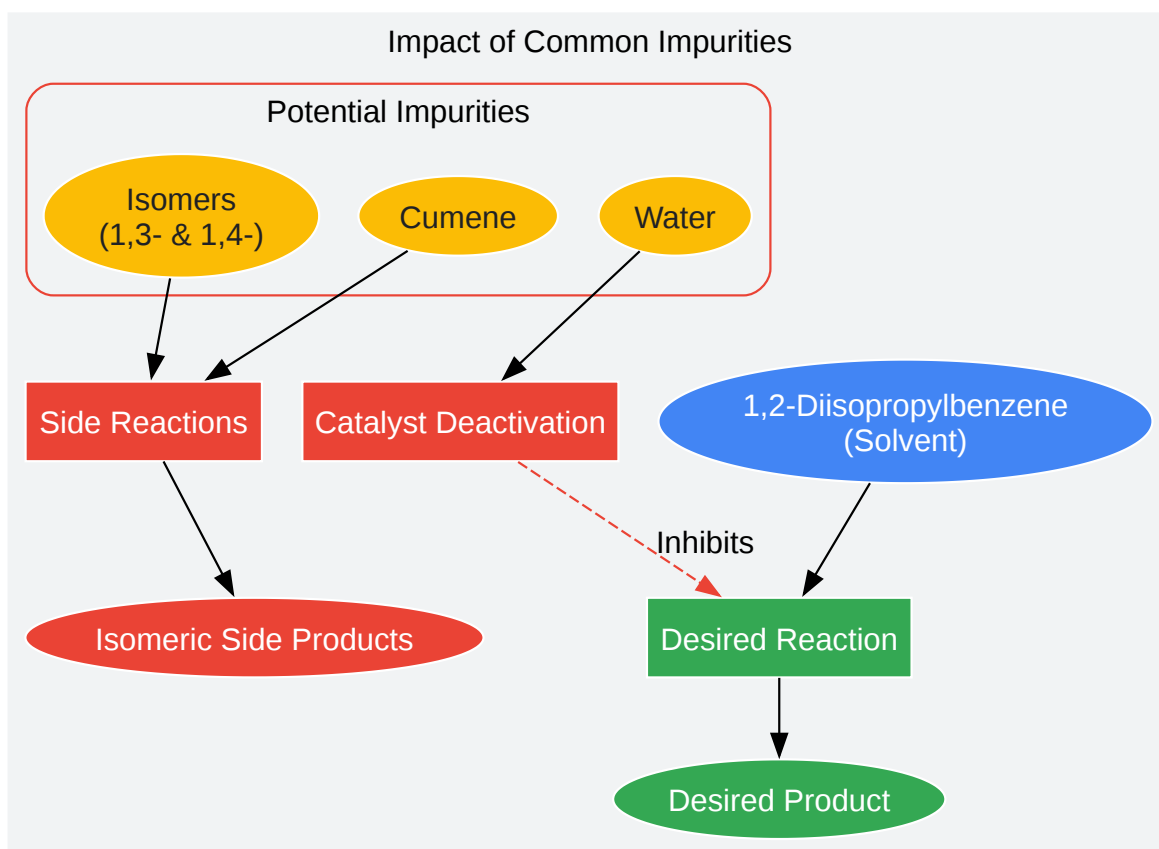 Impact of Common Impurities
Potential Impurities
Isomers
(1,3- & 1,4-)
Cumene
Water
Side Reactions
Catalyst Deactivation
1,2-Diisopropylbenzene
(Solvent)
Inhibits
Isomeric Side Products
Desired Reaction
Desired Product